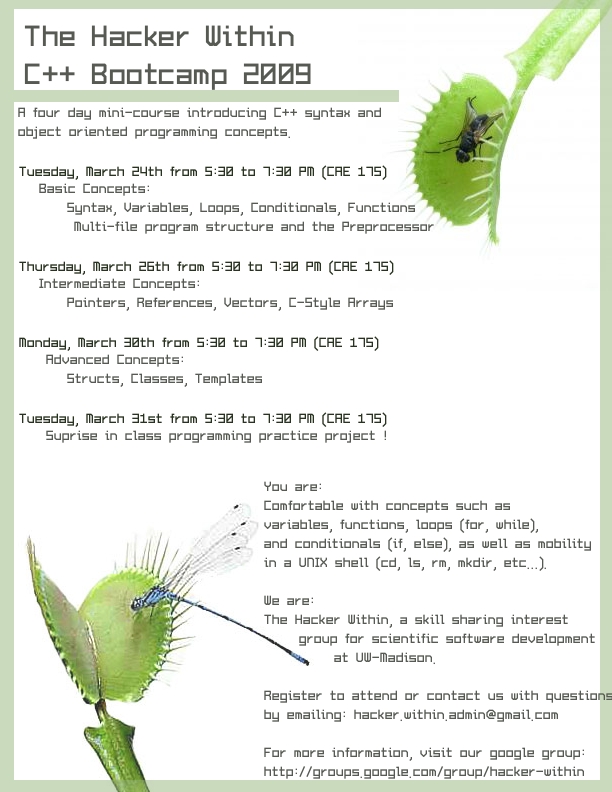 The Hacker Within
C++ Bootcamp 2009
A four day mini-course introducing C++ syntax and
object oriented programming concepts.
Tuesday, March 24th from 5:30 to 7:30 PM (CAE 175)
Basic Concepts:
Syntax, Variables, Loops, Conditionals, Functions
Multi-file program structure and the Preprocessor
Thursday, March 26th from 5:30 to 7:30 PM (CAE 175)
Intermediate Concepts:
Pointers, References, Vectors, C-Style Arrays
Monday, March 30th from 5:30 to 7:30 PM (CAE 175)
Advanced Concepts:
Structs, Classes, Templates
Tuesday, March 31st from 5:30 to 7:30 PM (CAE 175)
Suprise in class programming practice project !
You are:
Comfortable with concepts such as
variables, functions, loops (for, while),
and conditionals (if, else), as well as mobility
in a UNIX shell (cd, ls, rm, mkdir, etc...).
We are:
The Hacker Within, a skill sharing interest
group for scientific software development
at UW-Madison.
Register to attend or contact us with questions
by emailing: hacker.within.admin@gmail.com
For more information, visit our google group:
http://groups.google.com/group/hacker-within